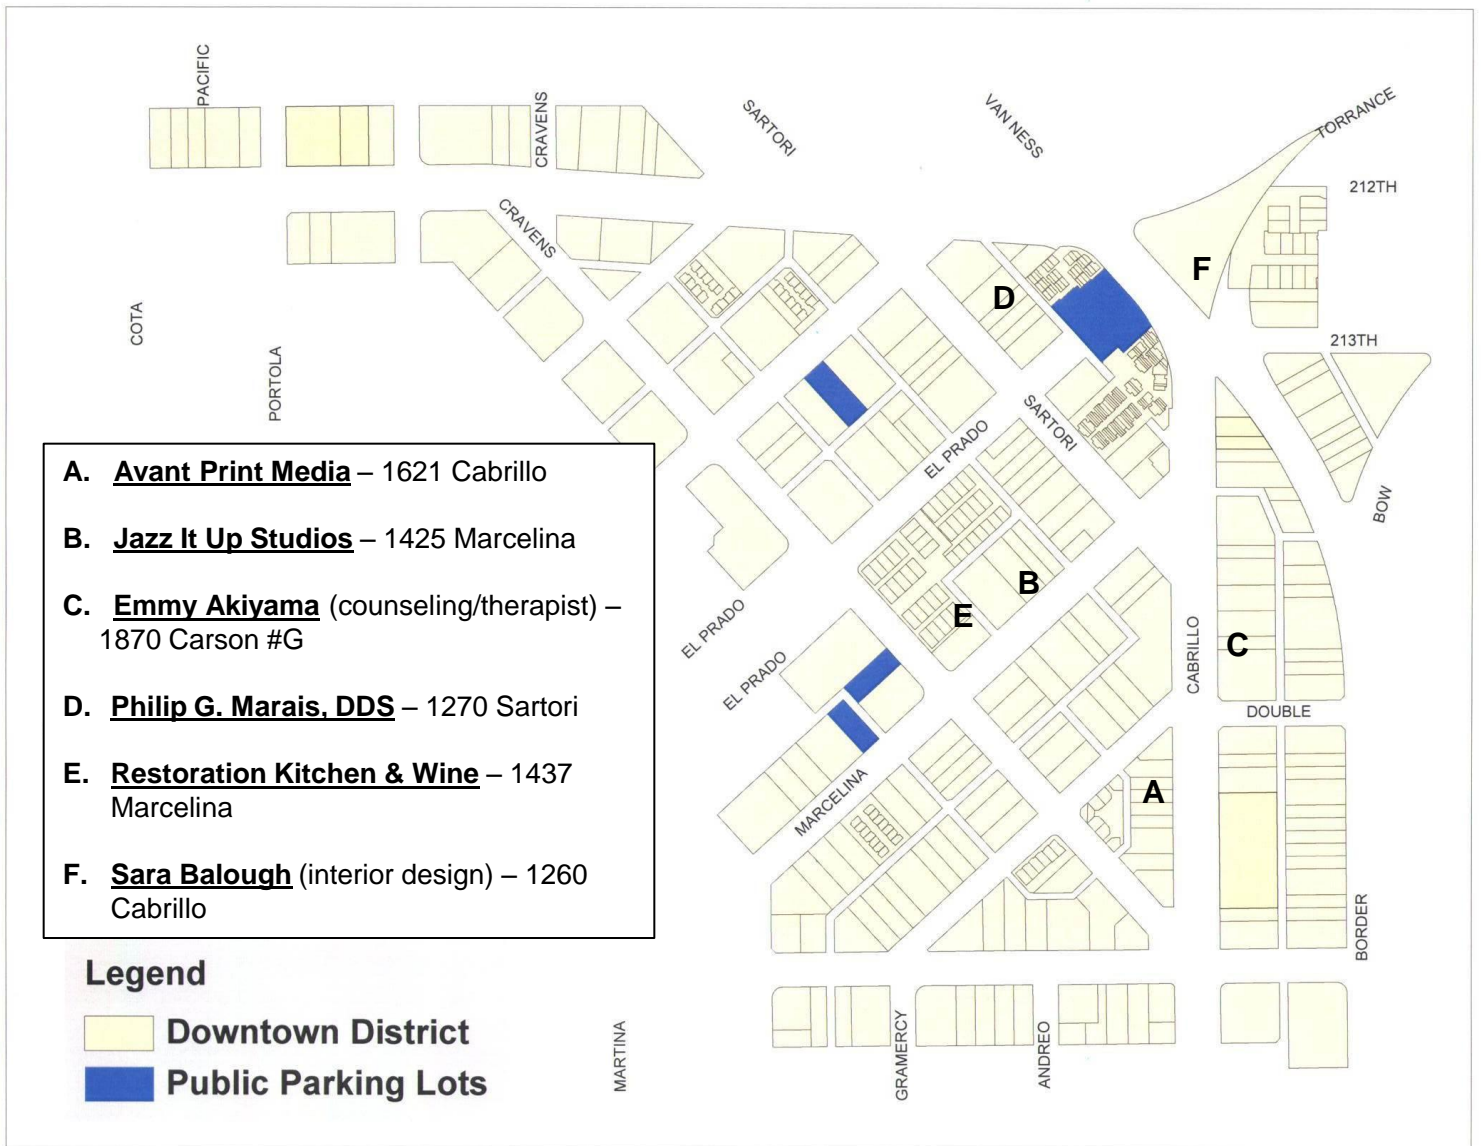 PACIFIC
CRAVENS
SARTORI
VAN NESS
TORRANCE
212TH
CRAVENS
F
D
COTA
PORTOLA
213TH
SARTORI
EL PRADO
BOW
A. Avant Print Media – 1621 Cabrillo
B. Jazz It Up Studios – 1425 Marcelina
C. Emmy Akiyama (counseling/therapist) –
1870 Carson #G
D. Philip G. Marais, DDS – 1270 Sartori
E. Restoration Kitchen & Wine – 1437
Marcelina
F. Sara Balough (interior design) – 1260
Cabrillo
B
E
EL PRADO
EL PRADO
CABRILLO
C
DOUBLE
MARCELINA
A
BORDER
Legend
Downtown District
Public Parking Lots
MARTINA
GRAMERCY
ANDREO